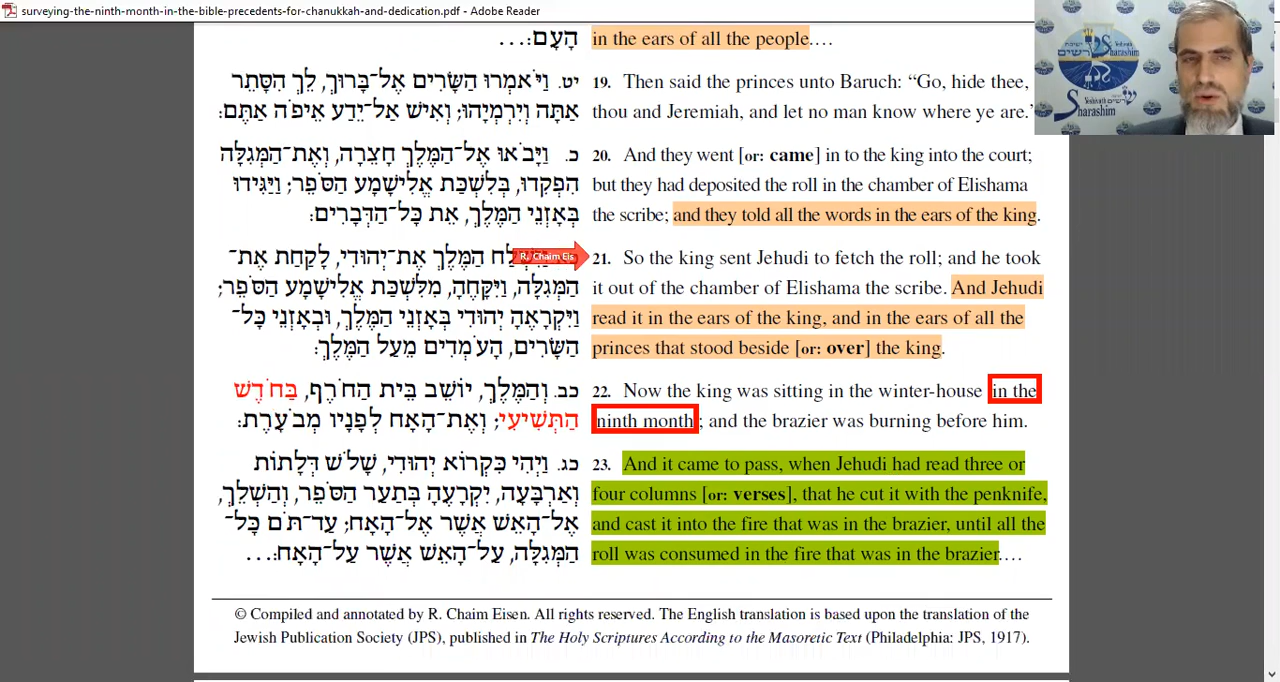 surveying-the-ninth-month-in-the-bible-precedents-for-chanukkah-and-dedication.pdf - Adobe Reader
הָעָם:...
יט. וַיֹּאמְרוּ הַשָּׂרִים אֶל־בָּרוּךְ, לֵךְ הִסָּתֵר
אַתָּה וְיִרְמְיָהוּ; וְאִישׁ אַל־יֵדַע אֵיפֹה אַתֶּם:
כ. וַיָּבֹאוּ אֶל־הַמֶּלֶךְ חָצֵרָה, וְאֶת־הַמְּגִלָּה
הִפְקִדוּ, בְּלִשְׁכַּת אֱלִישָׁמָע הַסֹּפֵר; וַיַּגִּידוּ
בְּאָזְנֵי הַמֶּלֶךְ, אֵת כָּל־הַדְּבָרִים:
הַמֶּלֶךְ אֶת־יְהוּדִי, לָקַחַת אֶת־
הַמְּגִלָּה, וַיִּקָּחֶהָ, מִלִּשְׁכַּת אֱלִישָׁמָע הַסֹּפֵר;
וַיִּקְרָאֶהָ יְהוּדִי בְּאָזְנֵי הַמֶּלֶךְ, וּבְאָזְנֵי כָּל־
הַשָּׂרִים, הָעֹמְדִים מֵעַל הַמֶּלֶךְ:
כב. וְהַמֶּלֶךְ, יוֹשֵׁב בֵּית הַחֹרֶף, בַּחֹדֶשׁ
הַתְּשִׁיעִי; וְאֶת־הָאָח לְפָנָיו מְבֹעָרֶת:
כג. וַיְהִי כִּקְרוֹא יְהוּדִי, שָׁלֹשׁ דְּלָתוֹת
וְאַרְבָּעָה, יִקְרָעֶהָ בְּתַעַר הַסֹּפֵר, וְהַשְׁלֵךְ,
אֶל־הָאֵשׁ אֲשֶׁר אֶל־הָאָח; עַד־תֹּם כָּל־
הַמְּגִלָּה, עַל־הָאֵשׁ אֲשֶׁר עַל־הָאָח:...
in the ears of all the people....
19. Then said the princes unto Baruch: “Go, hide thee,
thou and Jeremiah, and let no man know where ye are.’
20. And they went [or: came] in to the king into the court;
but they had deposited the roll in the chamber of Elishama
the scribe; and they told all the words in the ears of the king.
R. Chaim Eis
21. So the king sent Jehudi to fetch the roll; and he took
it out of the chamber of Elishama the scribe. And Jehudi
read it in the ears of the king, and in the ears of all the
princes that stood beside [or: over] the king.
22. Now the king was sitting in the winter-house in the
ninth month; and the brazier was burning before him.
23. And it came to pass, when Jehudi had read three or
four columns [or: verses], that he cut it with the penknife,
and cast it into the fire that was in the brazier, until all the
roll was consumed in the fire that was in the brazier....
© Compiled and annotated by R. Chaim Eisen. All rights reserved. The English translation is based upon the translation of
the Jewish Publication Society (JPS), published in The Holy Scriptures According to the Masoretic Text (Philadelphia: JPS, 1917).
Yeshivath
Sharashim